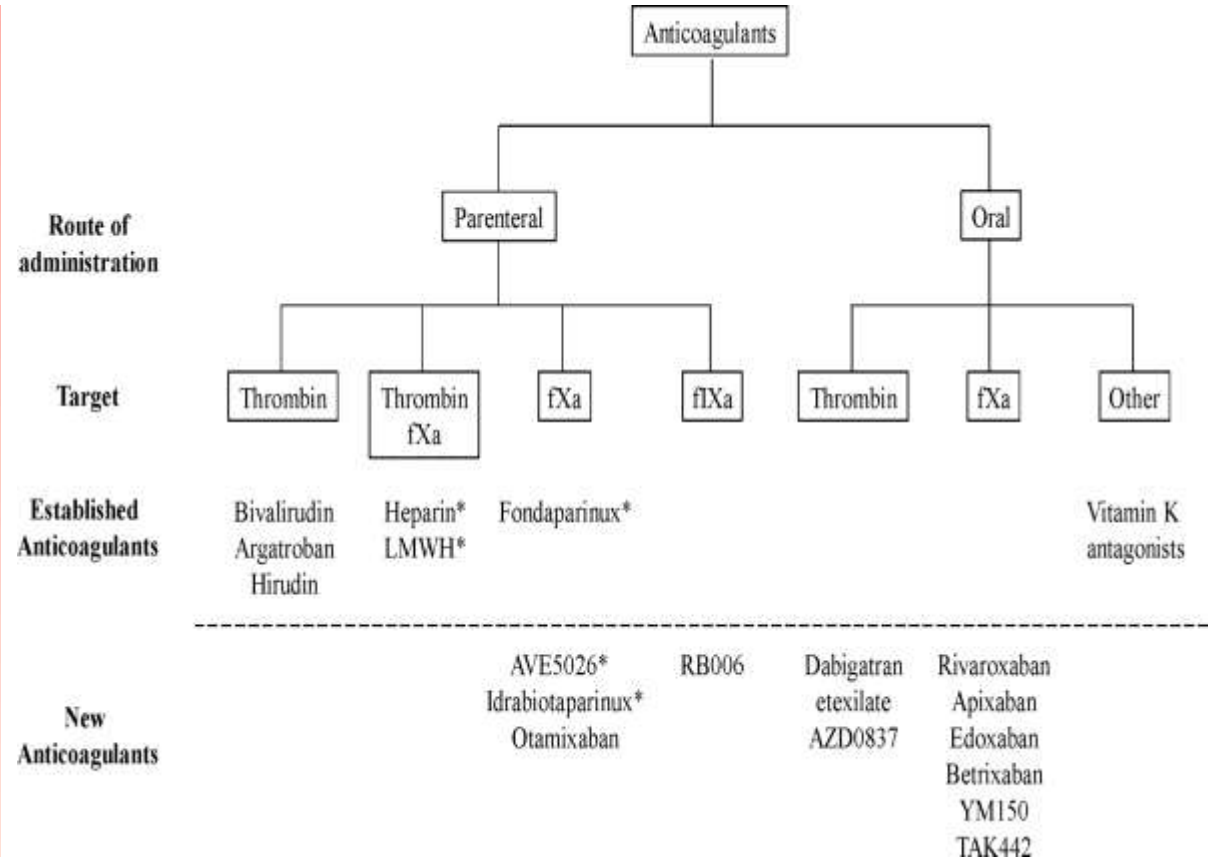 Anticoagulants
Route of
administration
Parenteral
Oral
Target
Thrombin
Thrombin
fXa
fXa
fIXa
Thrombin
fXa
Other
Established
Anticoagulants
Bivalirudin
Argatroban
Hirudin
Heparin*
LMWH*
Fondaparinux*
Vitamin K
antagonists
New
Anticoagulants
AVE5026*
Idrabiotaparinux*
Otamixaban
RB006
Dabigatran
etexilate
AZD0837
Rivaroxaban
Apixaban
Edoxaban
Betrixaban
YM150
TAK442